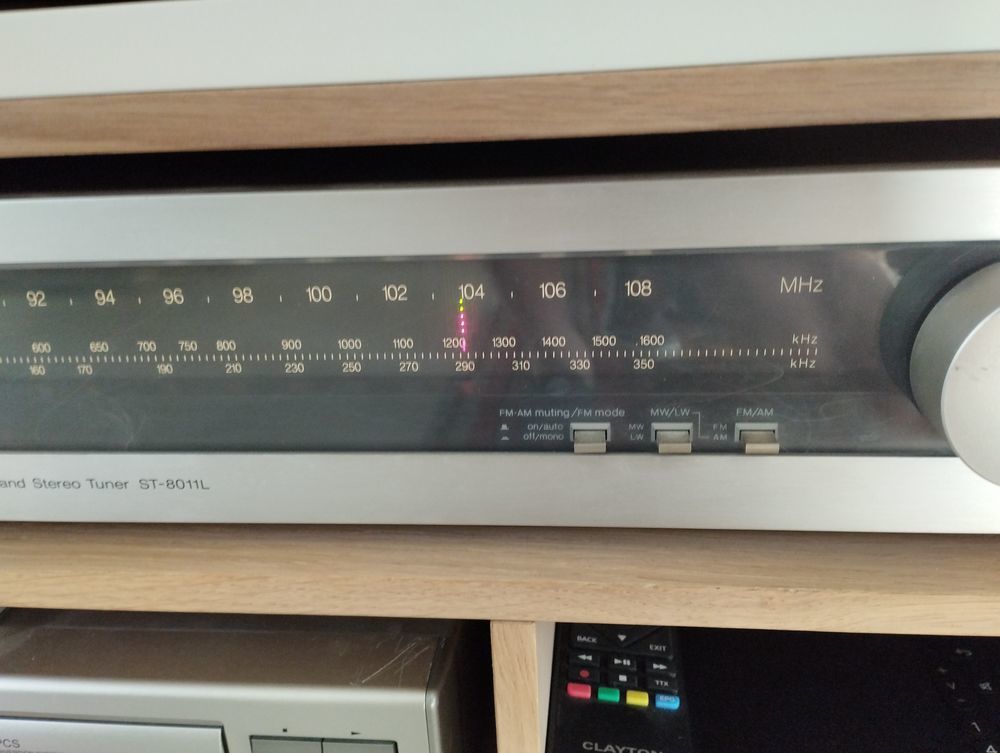 92 94 96 98 100 102 104 106 108 MHz
600 650 700 750 800 900 1000 1100 1200 1300 1400 1500 1600 kHz
160 170 190 210 230 250 270 290 310 330 350 kHz
FM-AM muting/FM mode MW/LW FM/AM
on/auto MW FM
off/mono LW AM
and Stereo Tuner ST-8011L
BACK EXIT
TTX
EPG
PCS
CLAYTON